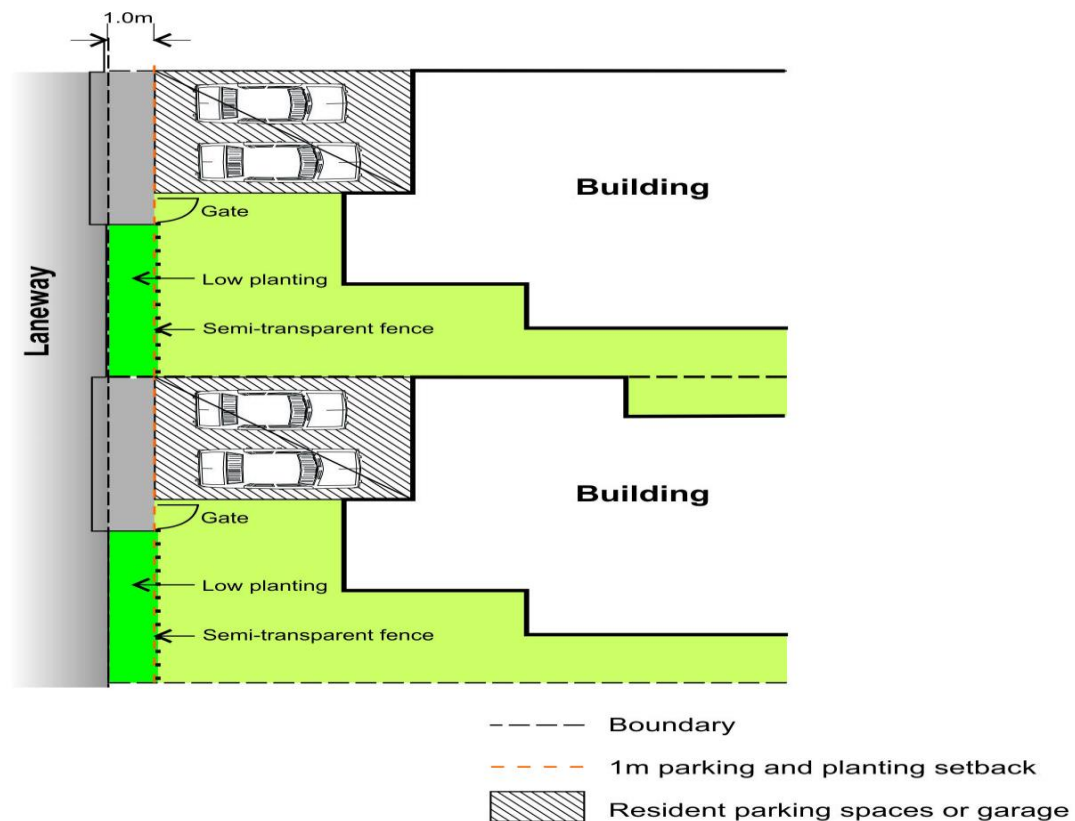 1.0m
Building
Gate
Low planting
Laneway
Semi-transparent fence
Building
Gate
Low planting
Semi-transparent fence
Boundary
1m parking and planting setback
Resident parking spaces or garage